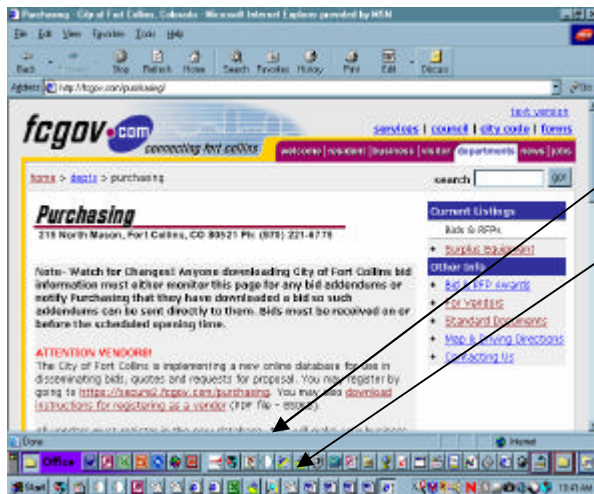 Purchasing - City of Fort Collins, Colorado - Microsoft Internet Explorer provided by MSN
File Edit View Favorites Tools Help
Back Stop Refresh Home Search Favorites History Print Edit Discuss
Address http://fcgov.com/purchasing/
text version
fcgov.com
services | council | city code | forms
connecting fort collins
welcome | resident | business | visitor departments news | jobs
home > depts > purchasing
search GO!
Purchasing
215 North Mason, Fort Collins, CO 80521 Ph: (970) 221-6775
Note- Watch for Changes! Anyone downloading City of Fort Collins bid
information must either monitor this page for any bid addendums or
notify Purchasing that they have downloaded a bid so such
addendums can be sent directly to them. Bids must be received on or
before the scheduled opening time.
ATTENTION VENDORS!
The City of Fort Collins is implementing a new online database for use in
disseminating bids, quotes and requests for proposal. You may register by
going to https://secure2.fcgov.com/purchasing. You may also download
instructions for registering as a vendor (PDF file -
Current Listings
Bids & RFPs
+ Surplus Equipment
Other Info
+ Bid & RFP Awards
+ For Vendors
+ Standard Documents
+ Map & Driving Directions
+ Contacting Us
Done Internet
Office
Start 10:41 AM